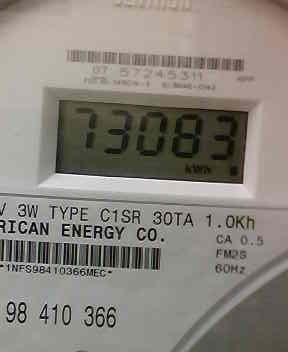 07 57245311
73083
kWh
V 3W TYPE C1SR 30TA 1.0Kh
RICAN ENERGY CO.
CA 0.5
FM2S
60Hz
*1NFS98410366MEC*
98 410 366